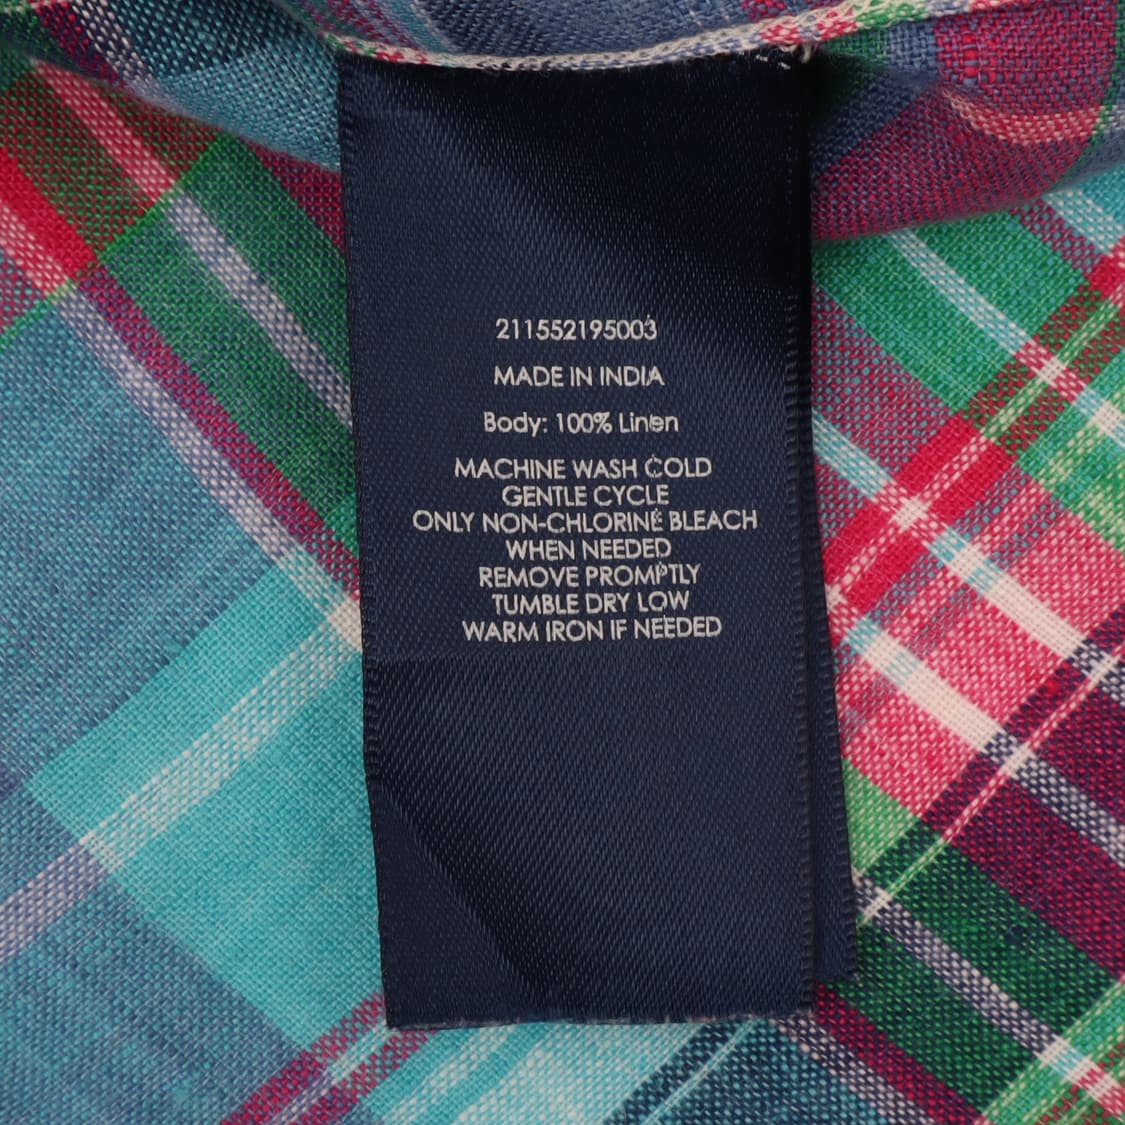 211552195003
MADE IN INDIA
Body: 100% Linen
MACHINE WASH COLD
GENTLE CYCLE
ONLY NON-CHLORINE BLEACH
WHEN NEEDED
REMOVE PROMPTLY
TUMBLE DRY LOW
WARM IRON IF NEEDED